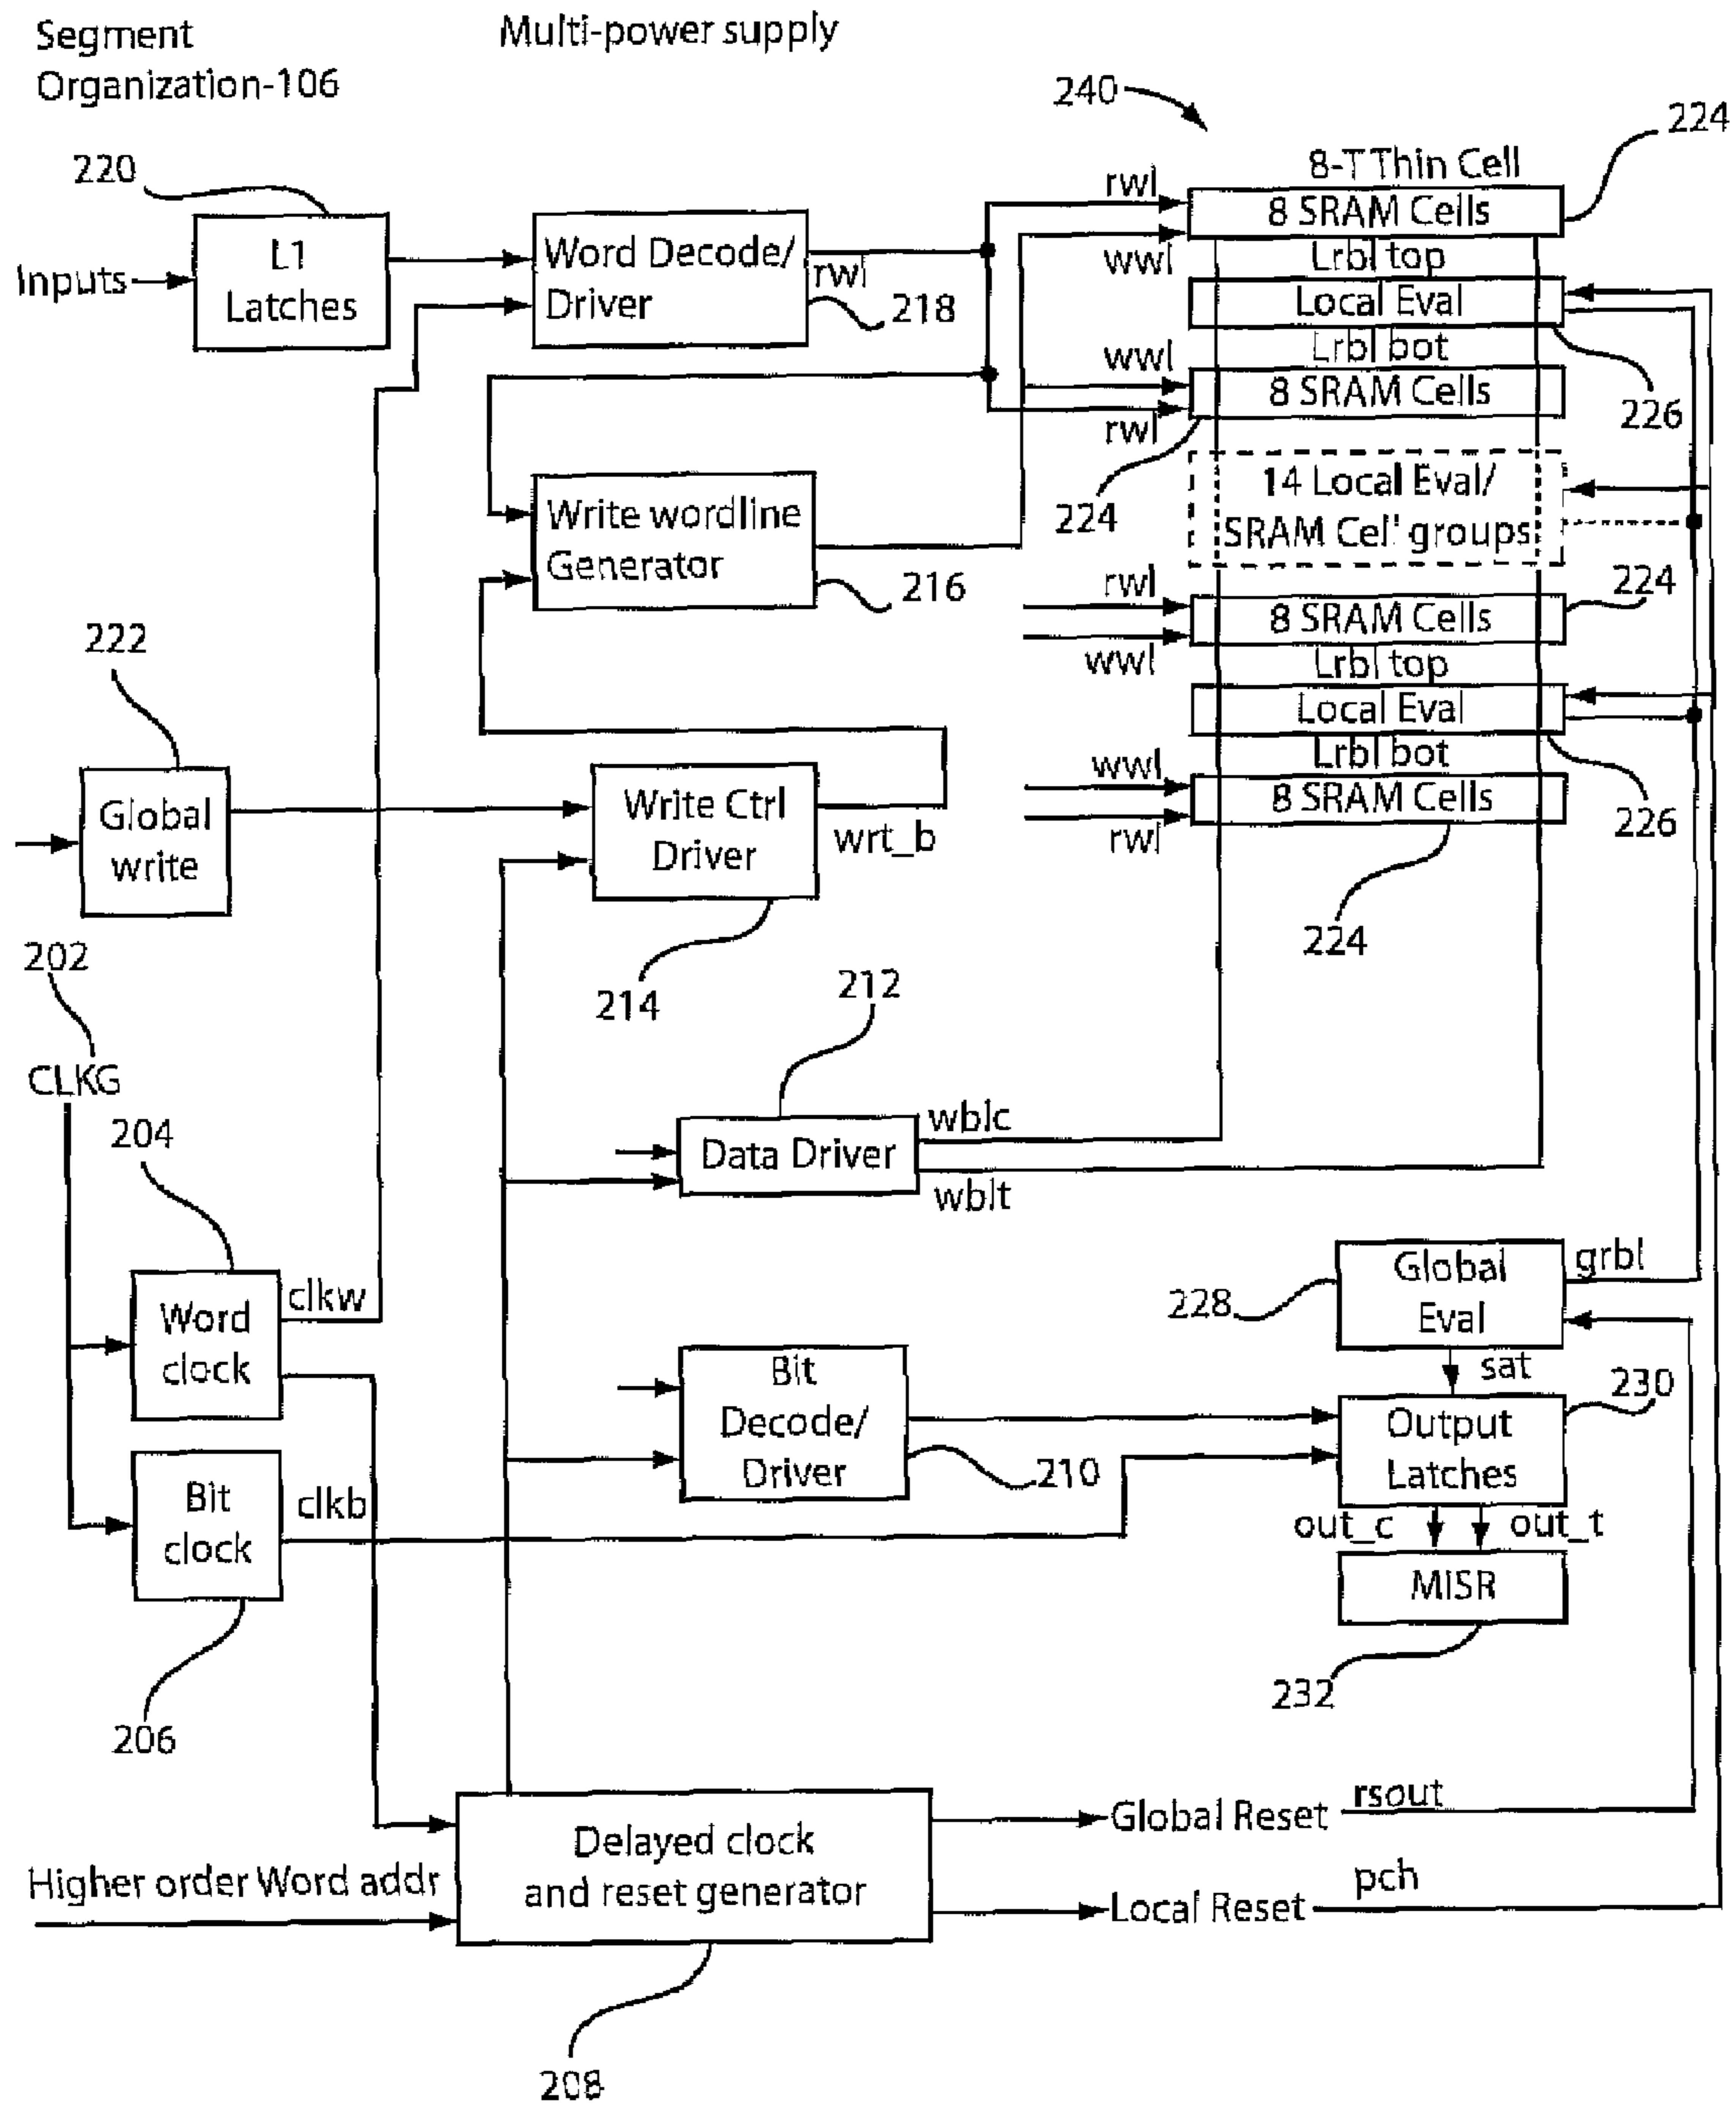 Segment
Organization-106
Multi-power supply
240
224
220
8-T Thin Cell
rwl
8 SRAM Cells
wwl
Lrbl top
Inputs
L1
Latches
Word Decode/
Driver
rwl
218
Local Eval
Lrbl bot
wwl
8 SRAM Cells
rwl
226
224
14 Local Eval/
SRAM Cell groups
Write wordline
Generator
216
rwl
8 SRAM Cells
224
wwl
Lrbl top
222
Local Eval
Lrbl bot
wwl
8 SRAM Cells
rwl
226
224
Global
write
Write Ctrl
Driver
wrt_b
214
202
CLKG
212
Data Driver
wblc
wblt
204
Word
clock
clkw
228
Global
Eval
grbl
sat
230
Bit
Decode/
Driver
210
Output
Latches
Bit
clock
clkb
out_c
out_t
MISR
232
206
Delayed clock
and reset generator
Global Reset
rsout
Higher order Word addr
Local Reset
pch
208